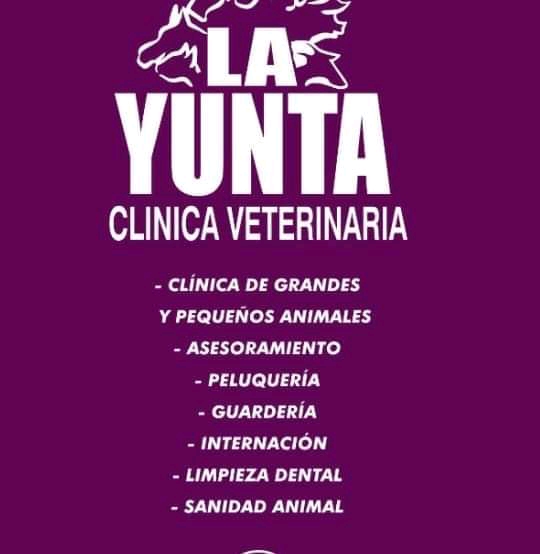 LA
YUNTA
CLINICA VETERINARIA
- CLÍNICA DE GRANDES
Y PEQUEÑOS ANIMALES
- ASESORAMIENTO
- PELUQUERÍA
- GUARDERÍA
- INTERNACIÓN
- LIMPIEZA DENTAL
- SANIDAD ANIMAL